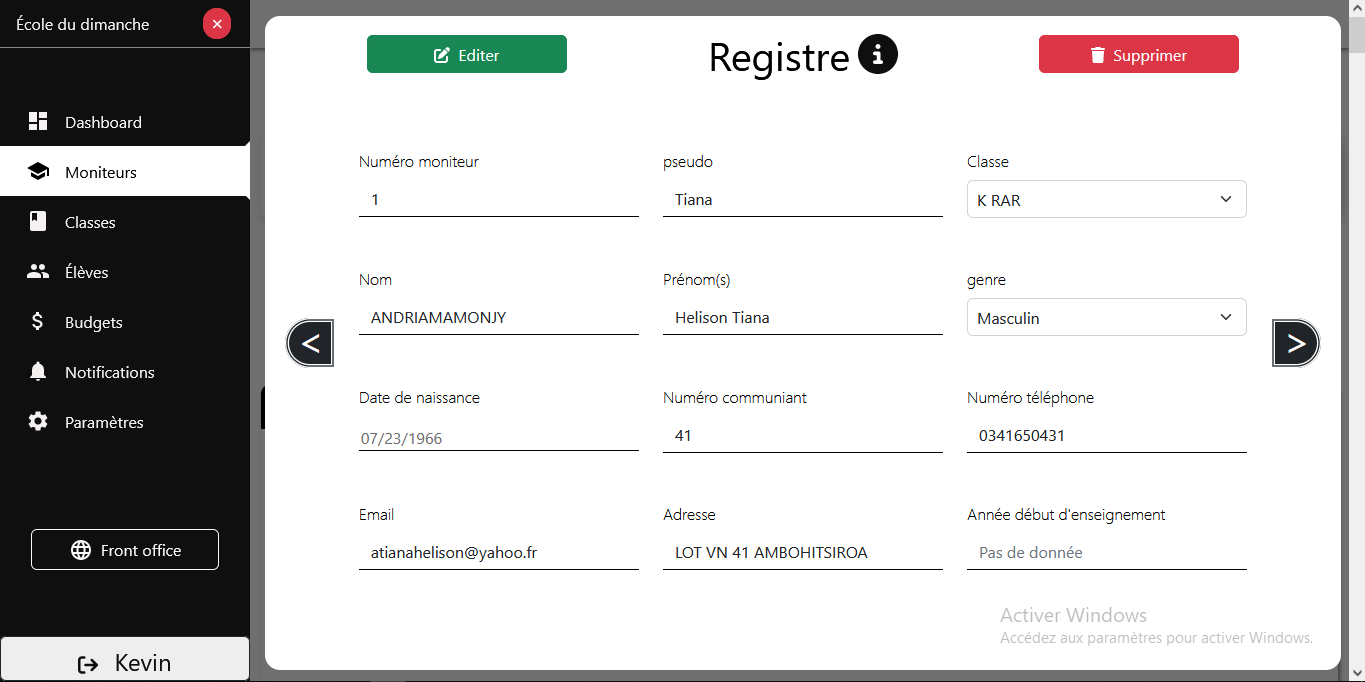 École du dimanche
Dashboard
Moniteurs
Classes
Élèves
Budgets
Notifications
Paramètres
Front office
Kevin
Editer
Registre
Supprimer
Numéro moniteur
pseudo
Classe
1
Tiana
K RAR
Nom
Prénom(s)
genre
ANDRIAMAMONJY
Helison Tiana
Masculin
<
>
Date de naissance
Numéro communiant
Numéro téléphone
07/23/1966
41
0341650431
Email
Adresse
Année début d'enseignement
atianahelison@yahoo.fr
LOT VN 41 AMBOHITSIROA
Pas de donnée
Activer Windows
Accédez aux paramètres pour activer Windows.